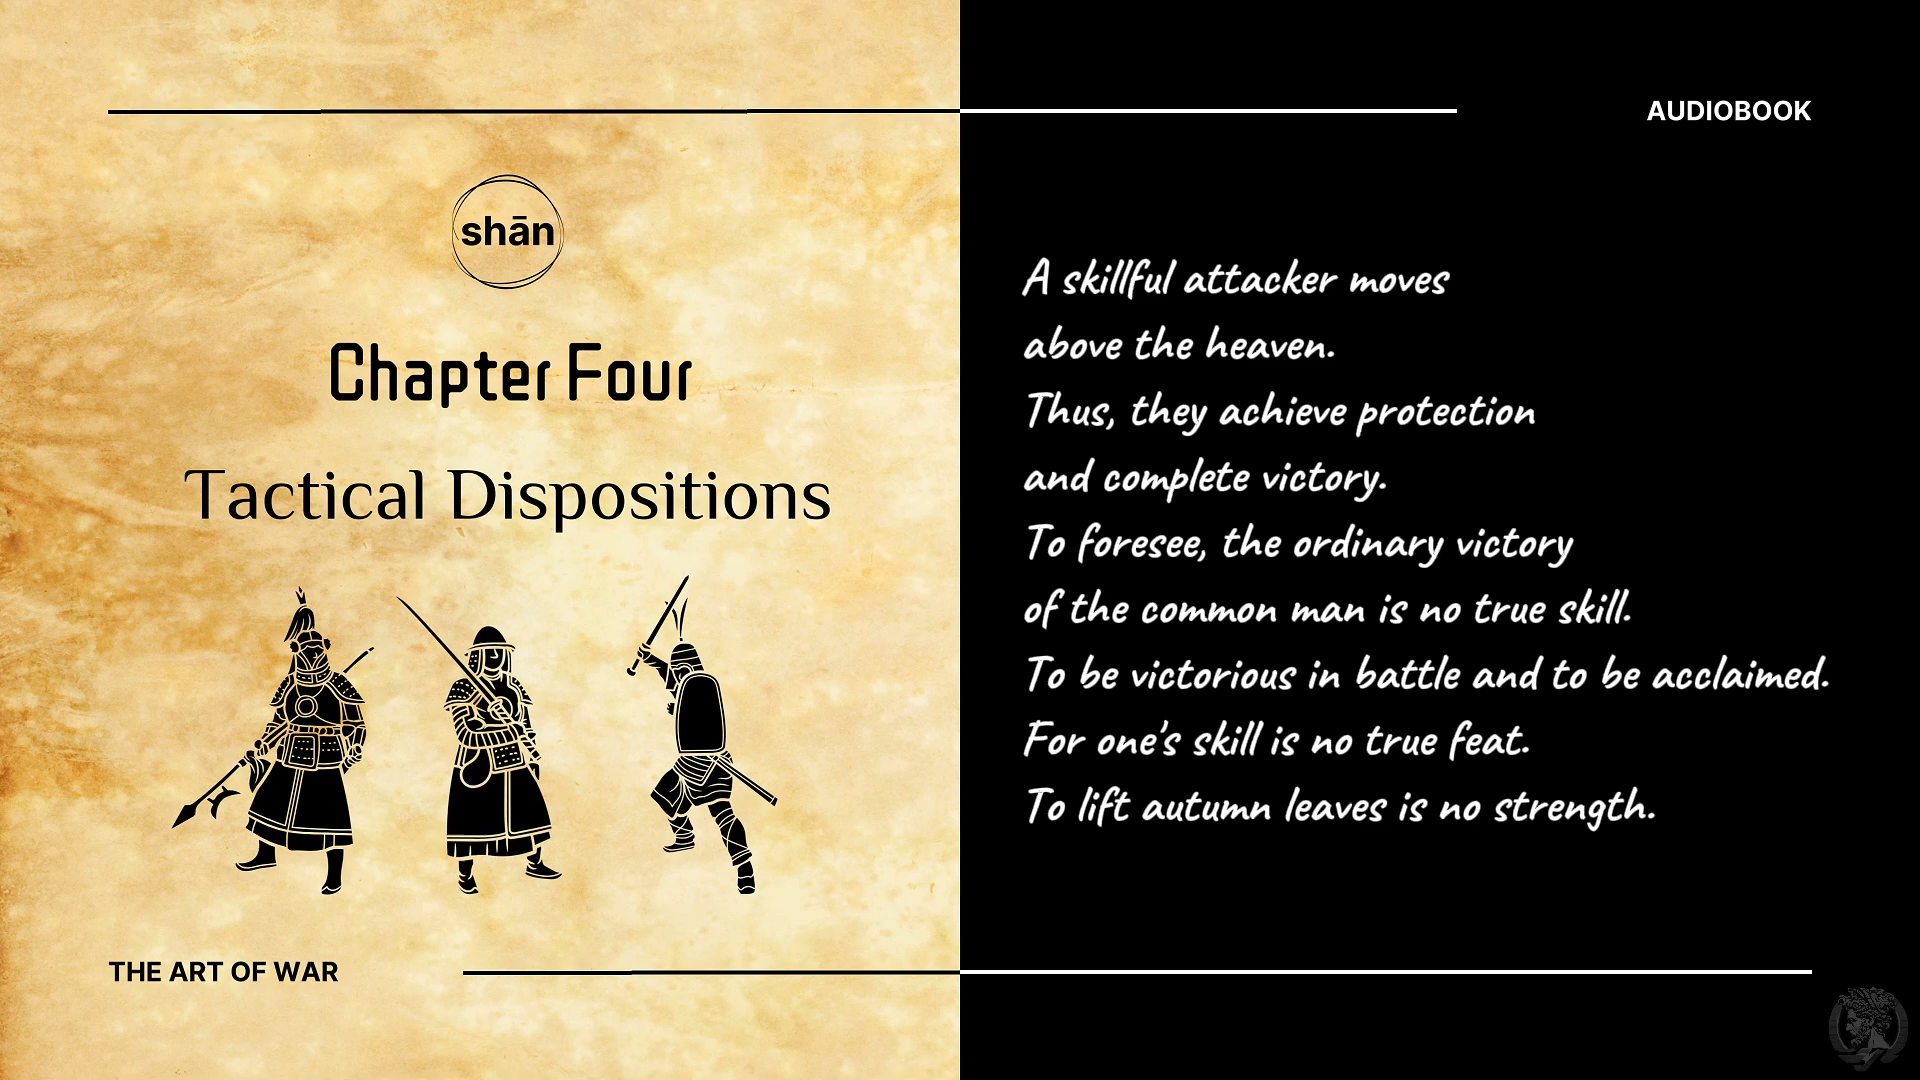 AUDIOBOOK
shān
Chapter Four
Tactical Dispositions
THE ART OF WAR
A skillful attacker moves
above the heaven.
Thus, they achieve protection
and complete victory.
To foresee, the ordinary victory
of the common man is no true skill.
To be victorious in battle and to be acclaimed.
For one's skill is no true feat.
To lift autumn leaves is no strength.